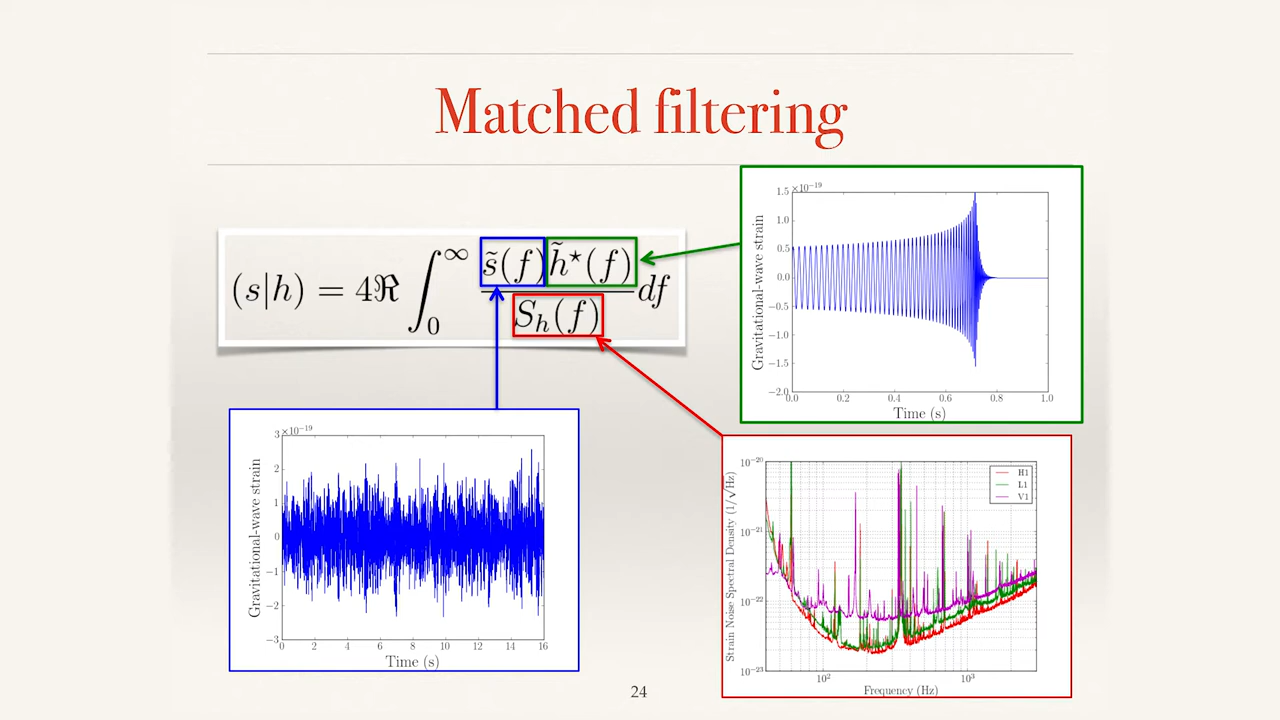 Matched filtering
(s|h) = 4ℜ ∫₀^∞ s̃(f) h̃⋆(f) / S_h(f) df
×10⁻¹⁹
1.5
1.0
0.5
0.0
−0.5
−1.0
−1.5
−2.0
Gravitational-wave strain
0.0 0.2 0.4 0.6 0.8 1.0
Time (s)
×10⁻¹⁹
3
2
1
0
−1
−2
−3
Gravitational-wave strain
0 2 4 6 8 10 12 14 16
Time (s)
10⁻²⁰
10⁻²¹
10⁻²²
10⁻²³
Strain Noise Spectral Density (1/√Hz)
H1
L1
V1
10² 10³
Frequency (Hz)
24